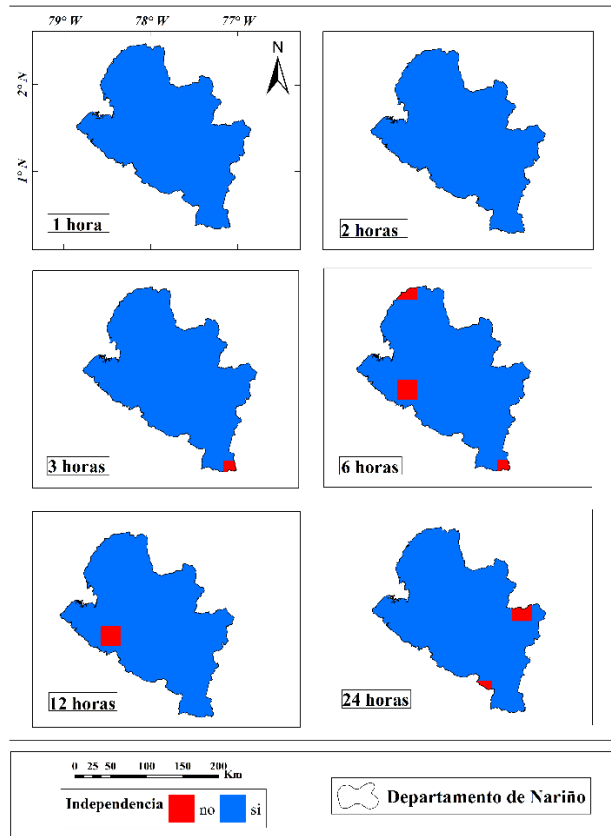 79° W 78° W 77° W
N
2° N
1° N
1 hora
2 horas
3 horas
6 horas
12 horas
24 horas
0 25 50 100 150 200
Km
Independencia no si
Departamento de Nariño